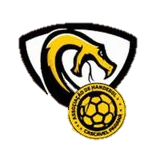 ASSOCIAÇÃO DE HANDEBOL
CASCAVEL PARANÁ